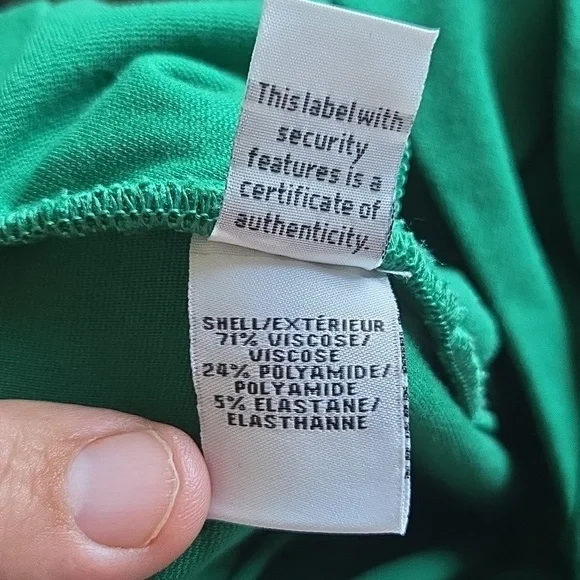 This label with
security
features is a
certificate of
authenticity.
SHELL/EXTÉRIEUR
71% VISCOSE/
VISCOSE
24% POLYAMIDE/
POLYAMIDE
5% ELASTANE/
ELASTHANNE